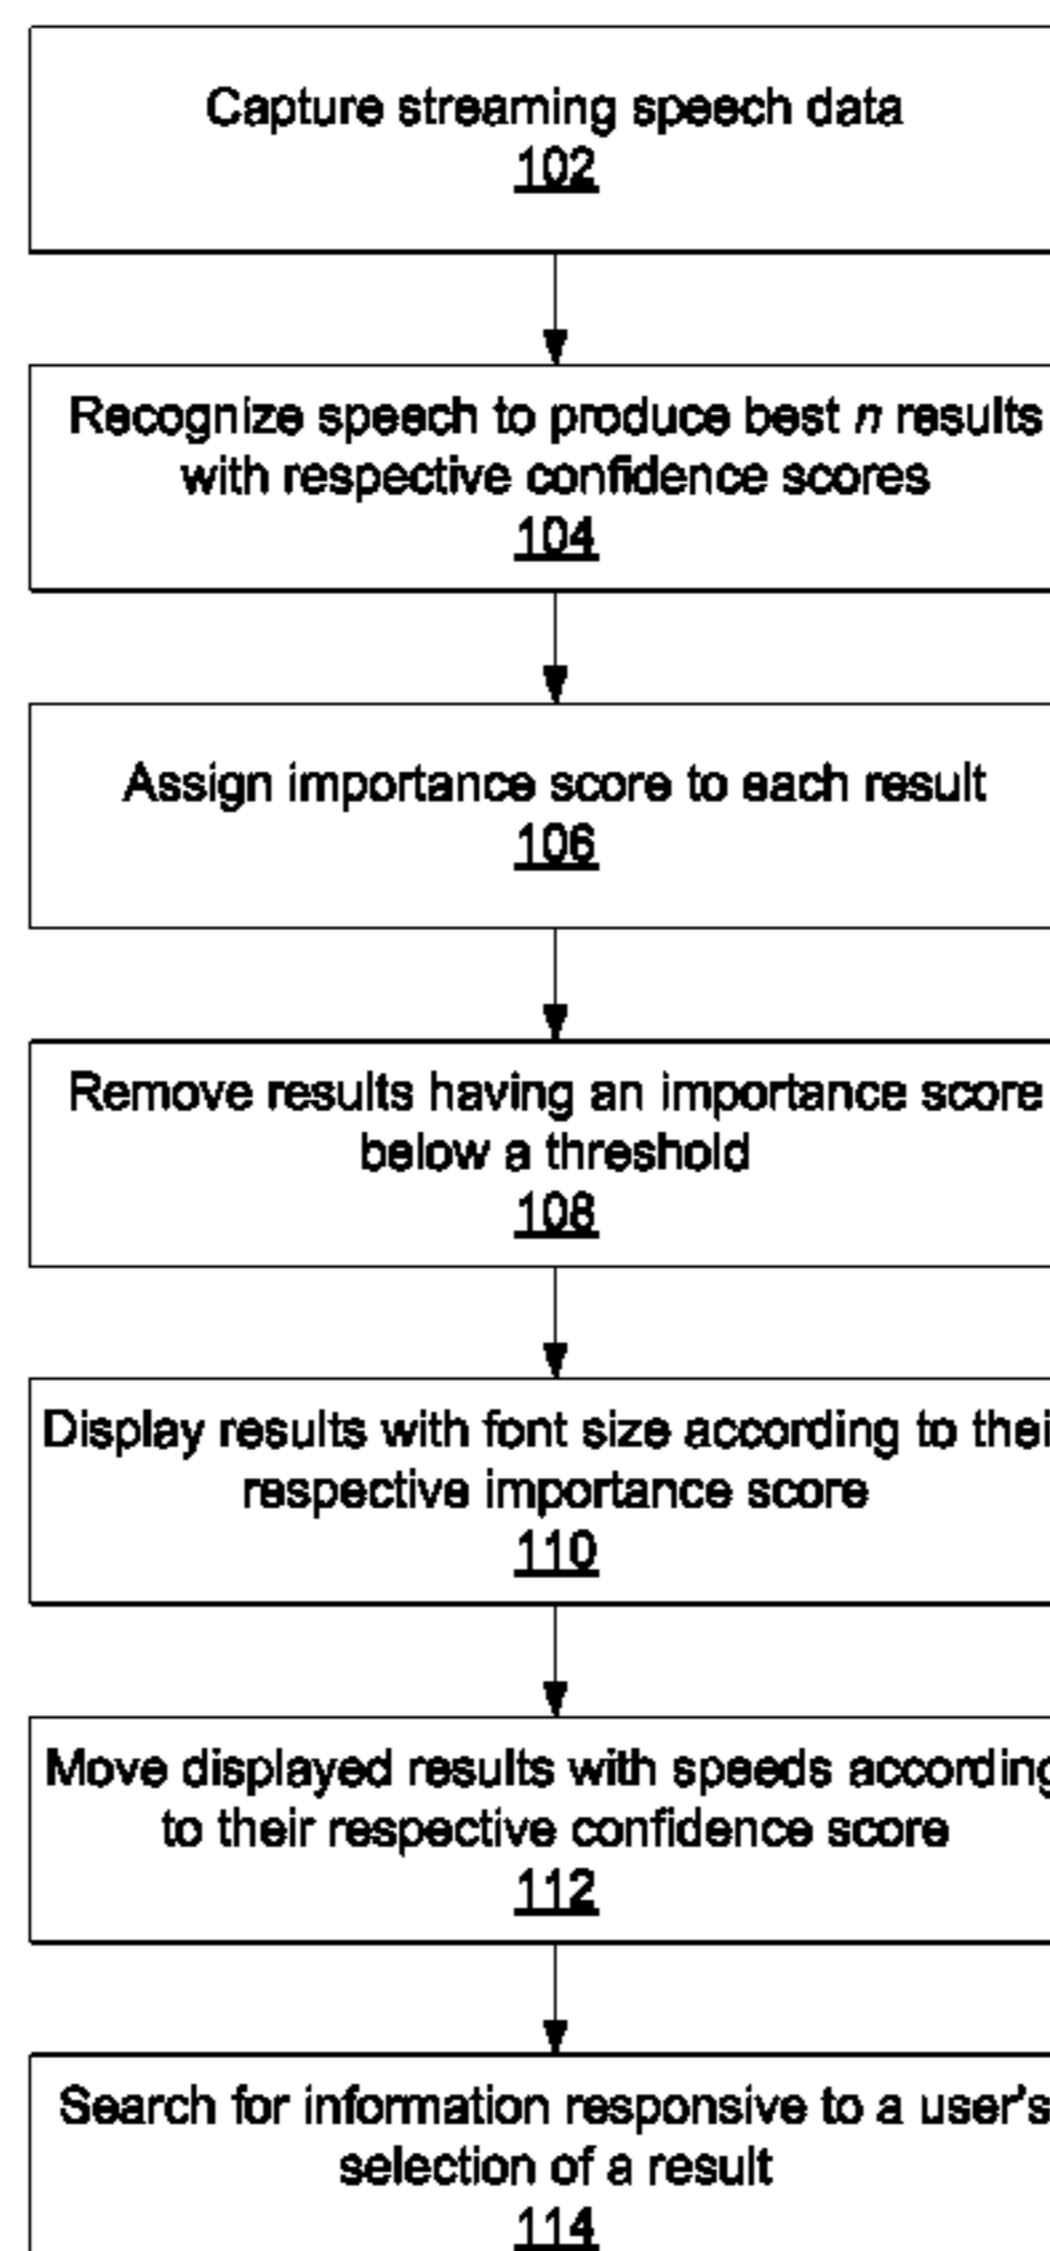 Capture streaming speech data
102
Recognize speech to produce best n results
with respective confidence scores
104
Assign importance score to each result
106
Remove results having an importance score
below a threshold
108
Display results with font size according to thei
respective importance score
110
Move displayed results with speeds according
to their respective confidence score
112
Search for information responsive to a user's
selection of a result
114